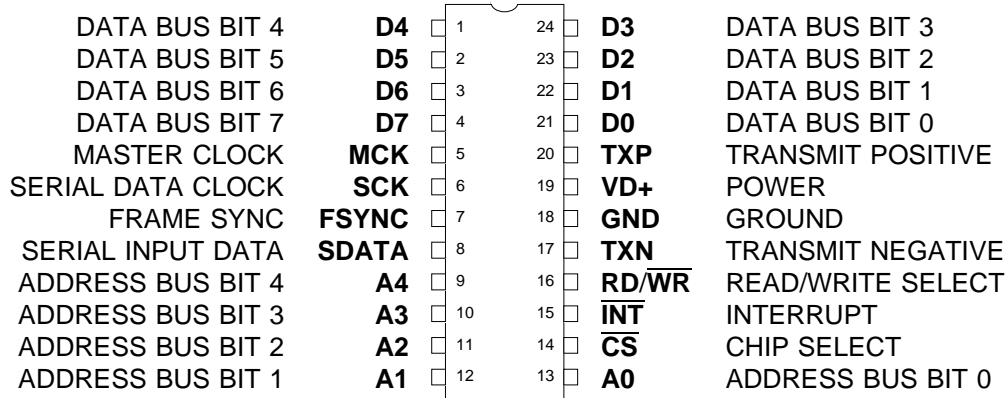 DATA BUS BIT 4 D4 1 24 D3 DATA BUS BIT 3
DATA BUS BIT 5 D5 2 23 D2 DATA BUS BIT 2
DATA BUS BIT 6 D6 3 22 D1 DATA BUS BIT 1
DATA BUS BIT 7 D7 4 21 D0 DATA BUS BIT 0
MASTER CLOCK MCK 5 20 TXP TRANSMIT POSITIVE
SERIAL DATA CLOCK SCK 6 19 VD+ POWER
FRAME SYNC FSYNC 7 18 GND GROUND
SERIAL INPUT DATA SDATA 8 17 TXN TRANSMIT NEGATIVE
ADDRESS BUS BIT 4 A4 9 16 RD/W̅R̅ READ/WRITE SELECT
ADDRESS BUS BIT 3 A3 10 15 I̅N̅T̅ INTERRUPT
ADDRESS BUS BIT 2 A2 11 14 C̅S̅ CHIP SELECT
ADDRESS BUS BIT 1 A1 12 13 A0 ADDRESS BUS BIT 0